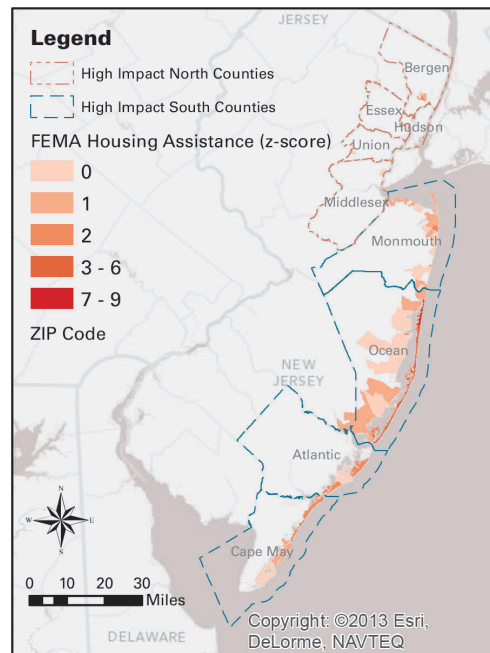 JERSEY
Legend
High Impact North Counties
High Impact South Counties
FEMA Housing Assistance (z-score)
0
1
2
3 - 6
7 - 9
ZIP Code
Bergen
Essex
Hudson
Union
Middlesex
Monmouth
Ocean
NEW
JERSEY
Atlantic
Cape May
N
W E
S
0 10 20 30
Miles
DELAWARE
Copyright: ©2013 Esri,
DeLorme, NAVTEQ